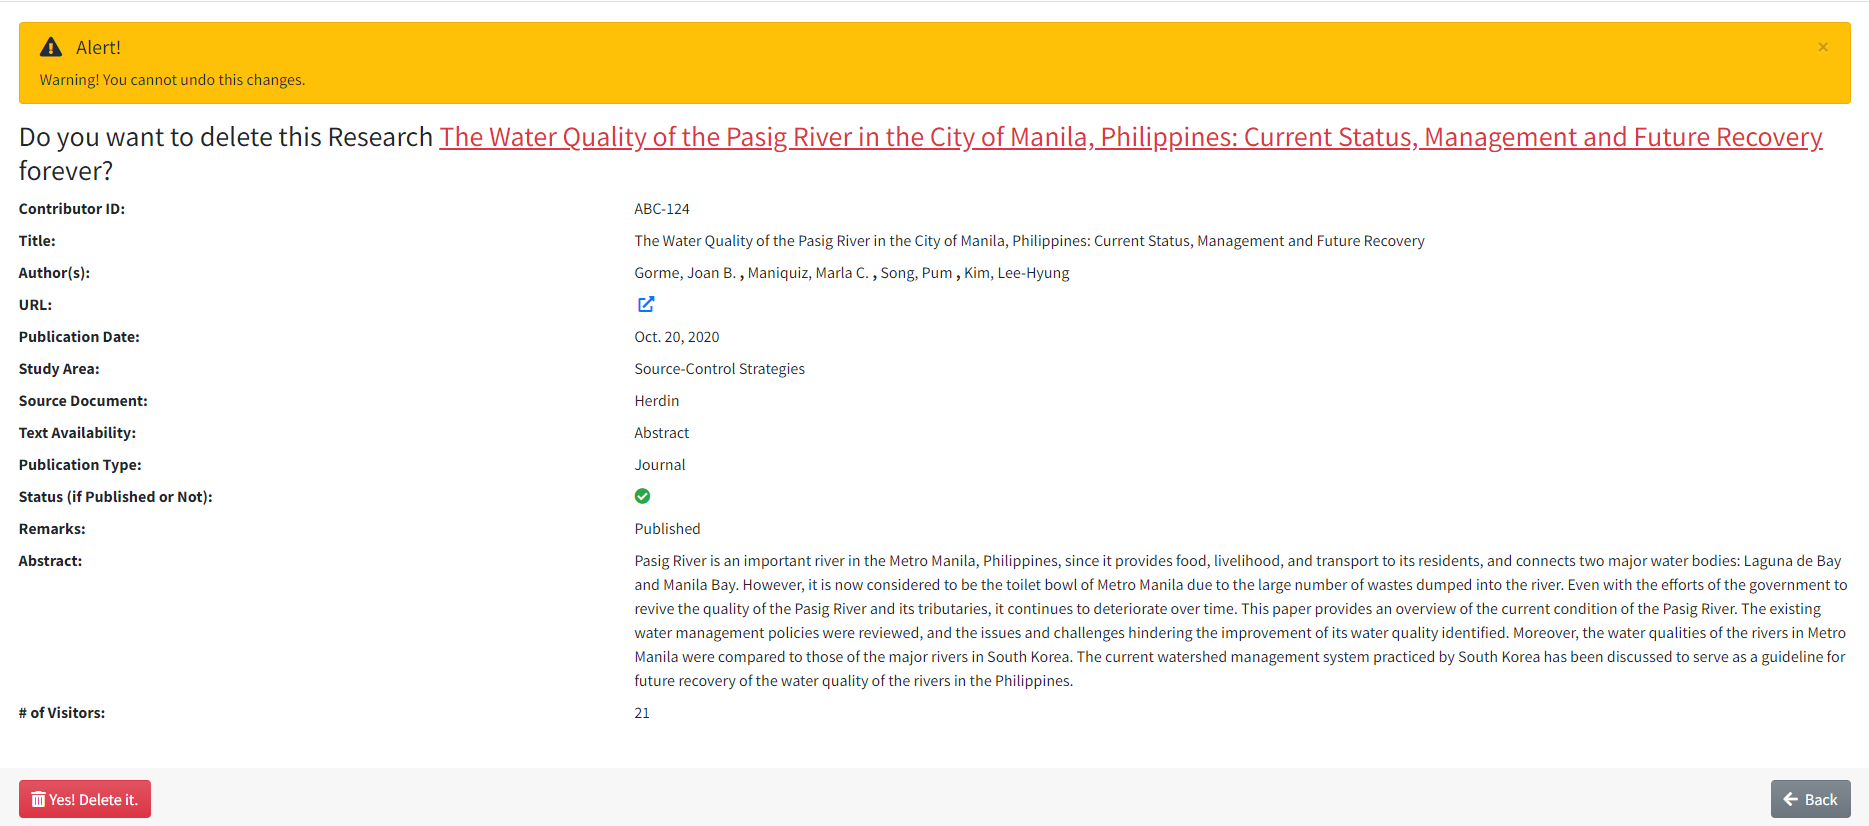 Alert!
×
Warning! You cannot undo this changes.
Do you want to delete this Research The Water Quality of the Pasig River in the City of Manila, Philippines: Current Status, Management and Future Recovery
forever?
Contributor ID: ABC-124
Title: The Water Quality of the Pasig River in the City of Manila, Philippines: Current Status, Management and Future Recovery
Author(s): Gorme, Joan B. , Maniquiz, Marla C. , Song, Pum , Kim, Lee-Hyung
URL:
Publication Date: Oct. 20, 2020
Study Area: Source-Control Strategies
Source Document: Herdin
Text Availability: Abstract
Publication Type: Journal
Status (if Published or Not):
Remarks: Published
Abstract: Pasig River is an important river in the Metro Manila, Philippines, since it provides food, livelihood, and transport to its residents, and connects two major water bodies: Laguna de Bay
and Manila Bay. However, it is now considered to be the toilet bowl of Metro Manila due to the large number of wastes dumped into the river. Even with the efforts of the government to
revive the quality of the Pasig River and its tributaries, it continues to deteriorate over time. This paper provides an overview of the current condition of the Pasig River. The existing
water management policies were reviewed, and the issues and challenges hindering the improvement of its water quality identified. Moreover, the water qualities of the rivers in Metro
Manila were compared to those of the major rivers in South Korea. The current watershed management system practiced by South Korea has been discussed to serve as a guideline for
future recovery of the water quality of the rivers in the Philippines.
# of Visitors: 21
Yes! Delete it.
Back